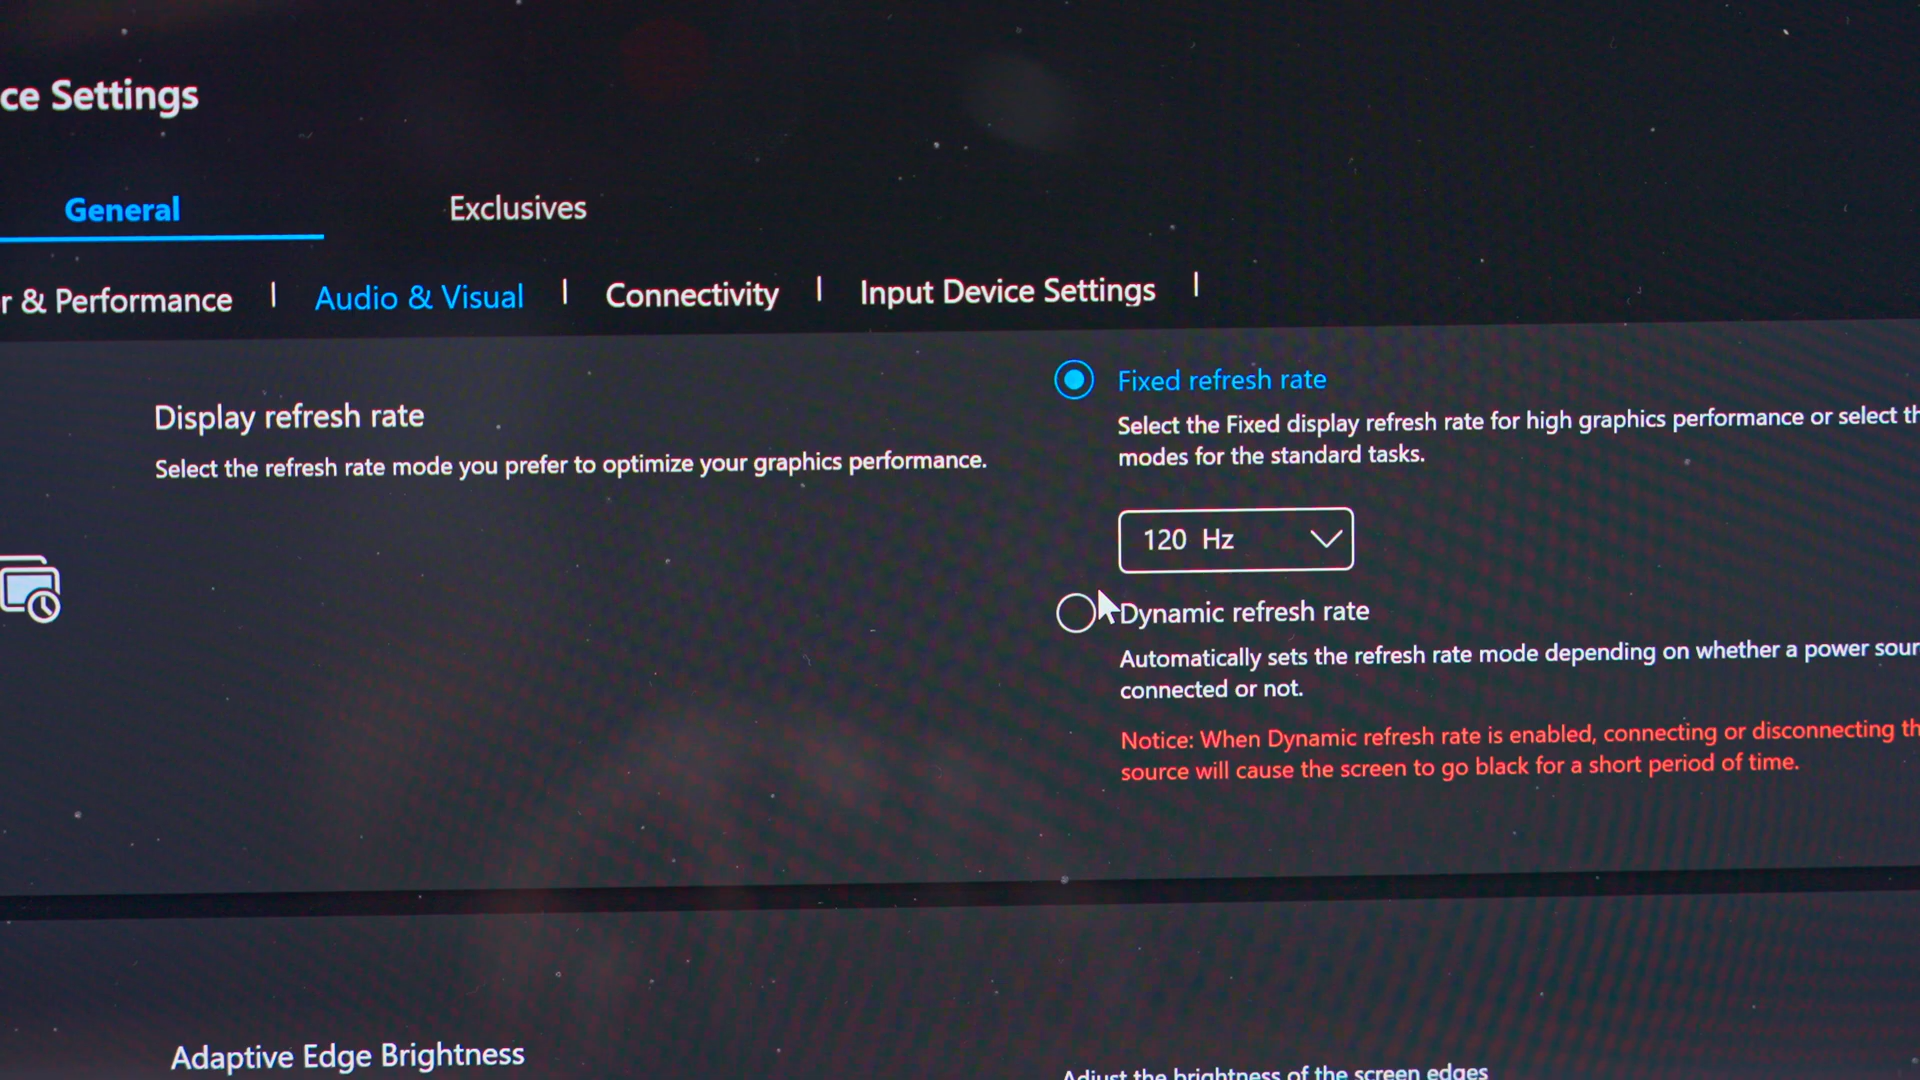 ce Settings
General
Exclusives
r & Performance | Audio & Visual | Connectivity | Input Device Settings |
Display refresh rate
Select the refresh rate mode you prefer to optimize your graphics performance.
Fixed refresh rate
Select the Fixed display refresh rate for high graphics performance or select th
modes for the standard tasks.
120 Hz
Dynamic refresh rate
Automatically sets the refresh rate mode depending on whether a power sour
connected or not.
Notice: When Dynamic refresh rate is enabled, connecting or disconnecting th
source will cause the screen to go black for a short period of time.
Adaptive Edge Brightness
Adjust the brightness of the screen edges